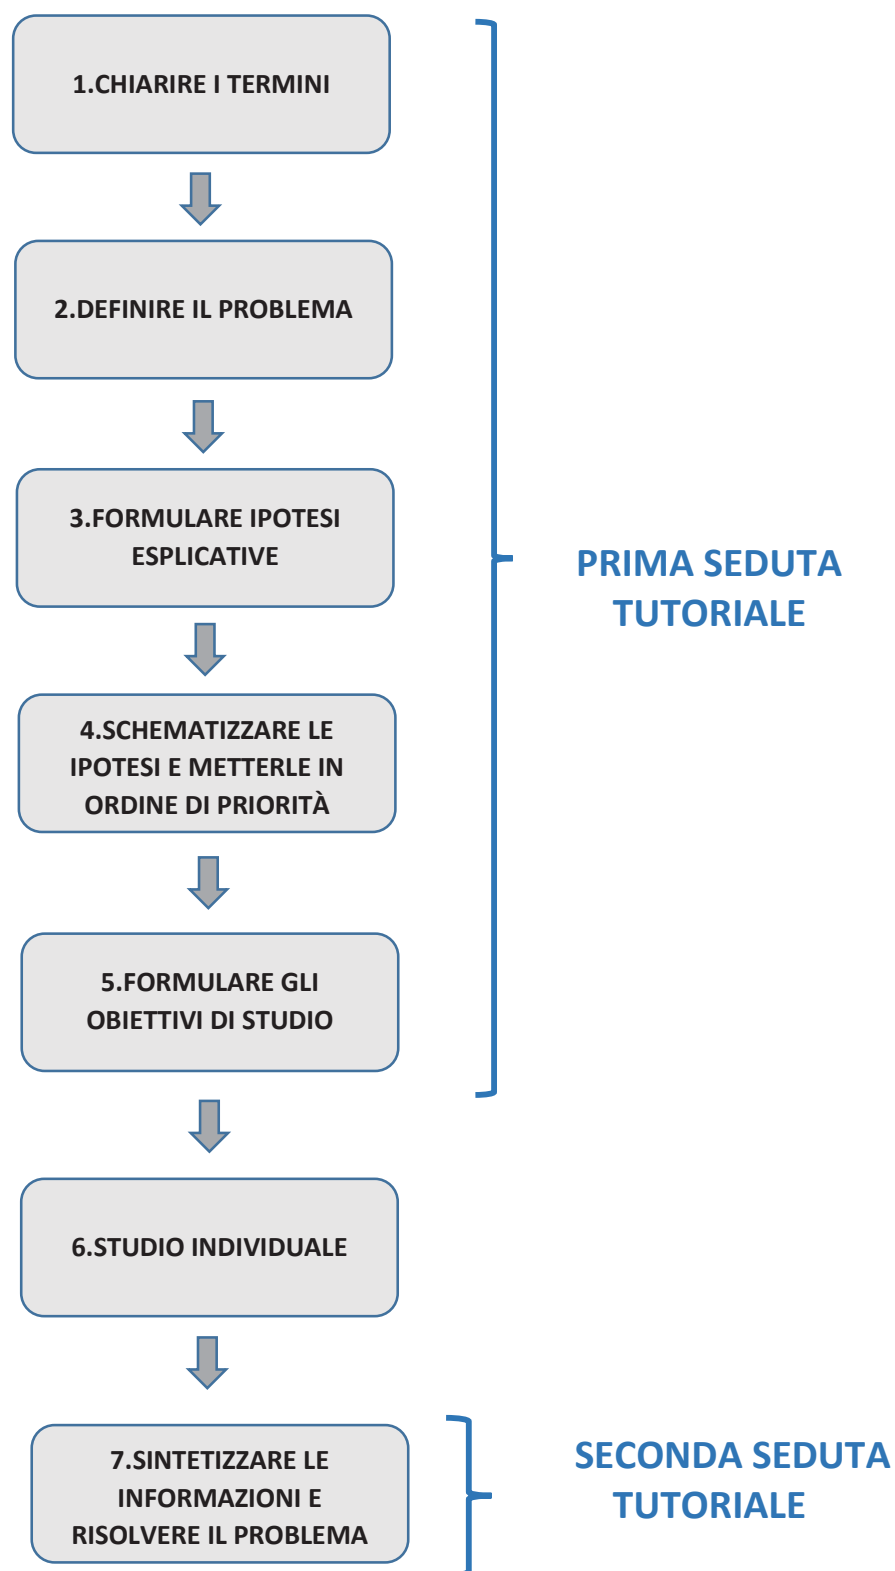 1.CHIARIRE I TERMINI
2.DEFINIRE IL PROBLEMA
3.FORMULARE IPOTESI
ESPLICATIVE
4.SCHEMATIZZARE LE
IPOTESI E METTERLE IN
ORDINE DI PRIORITÀ
5.FORMULARE GLI
OBIETTIVI DI STUDIO
PRIMA SEDUTA
TUTORIALE
6.STUDIO INDIVIDUALE
7.SINTETIZZARE LE
INFORMAZIONI E
RISOLVERE IL PROBLEMA
SECONDA SEDUTA
TUTORIALE